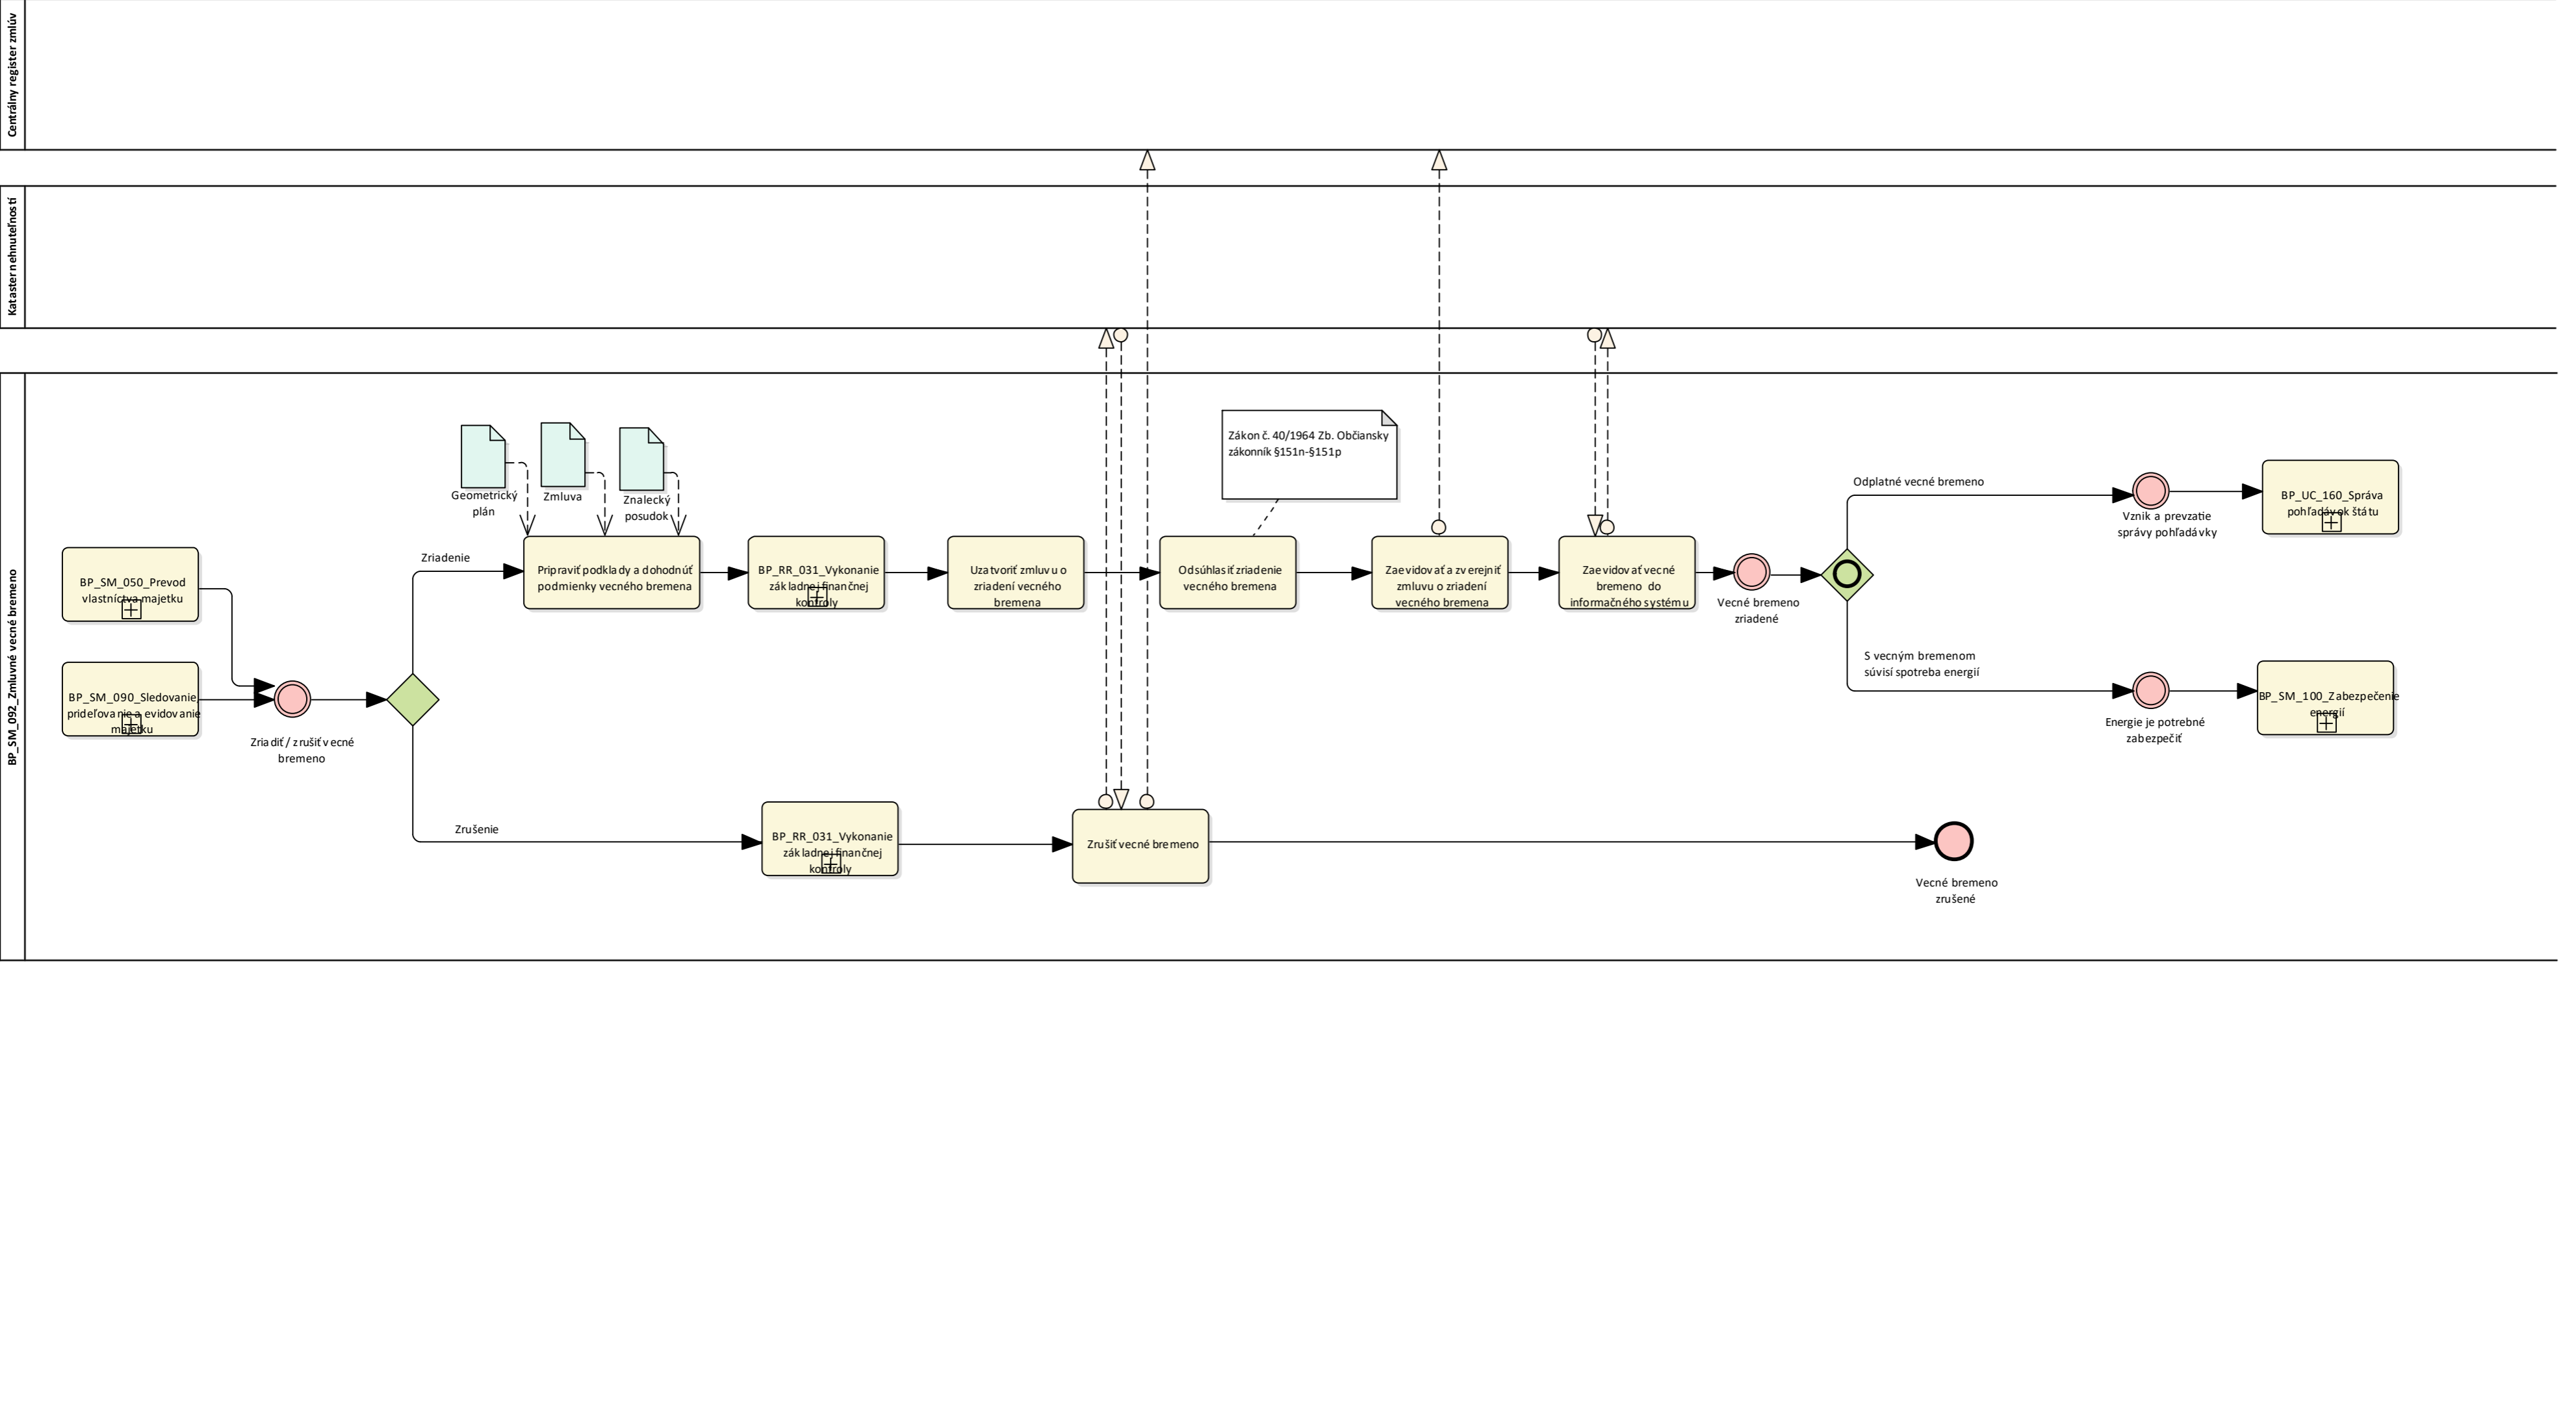 Centrálny register zmlúv
Kataster nehnuteľností
BP_SM_092_Zmluvné vecné bremeno
BP_SM_050_Prevod
vlastníctva majetku
BP_SM_090_Sledovanie,
prideľovanie a evidovanie
majetku
Zriadiť / zrušiť vecné
bremeno
Zriadenie
Zrušenie
Geometrický
plán
Zmluva
Znalecký
posudok
Pripraviť podklady a dohodnúť
podmienky vecného bremena
BP_RR_031_Vykonanie
základnej finančnej
kontroly
Uzatvoriť zmluvu o
zriadení vecného
bremena
Zákon č. 40/1964 Zb. Občiansky
zákonník §151n-§151p
Odsúhlasiť zriadenie
vecného bremena
Zaevidovať a zverejniť
zmluvu o zriadení
vecného bremena
Zaevidovať vecné
bremeno do
informačného systému
Vecné bremeno
zriadené
Odplatné vecné bremeno
Vznik a prevzatie
správy pohľadávky
BP_UC_160_Správa
pohľadávok štátu
S vecným bremenom
súvisí spotreba energií
Energie je potrebné
zabezpečiť
BP_SM_100_Zabezpečenie
energií
BP_RR_031_Vykonanie
základnej finančnej
kontroly
Zrušiť vecné bremeno
Vecné bremeno
zrušené